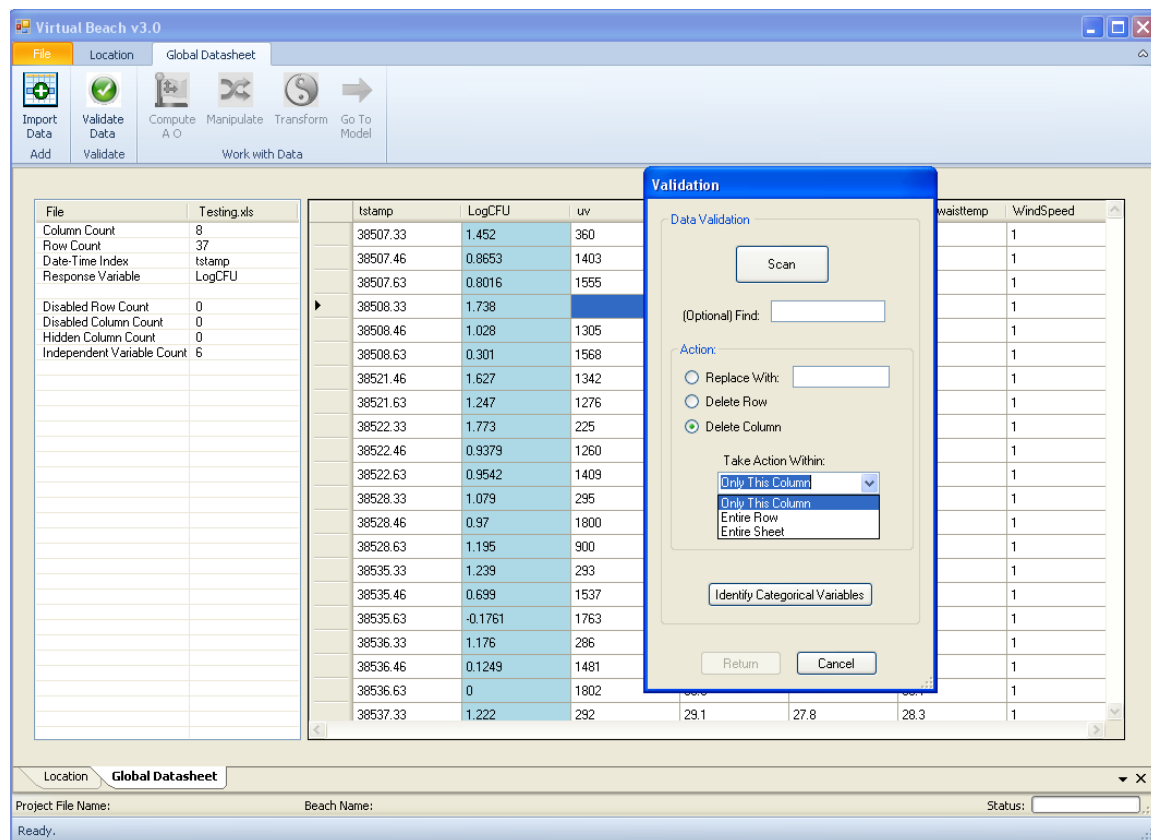 Virtual Beach v3.0
File Location Global Datasheet
Import Data Validate Data Compute A O Manipulate Transform Go To Model
Add Validate Work with Data
File Testing.xls
Column Count 8
Row Count 37
Date-Time Index tstamp
Response Variable LogCFU
Disabled Row Count 0
Disabled Column Count 0
Hidden Column Count 0
Independent Variable Count 6
tstamp LogCFU uv waisttemp WindSpeed
38507.33 1.452 360 1
38507.46 0.8653 1403 1
38507.63 0.8016 1555 1
38508.33 1.738 1
38508.46 1.028 1305 1
38508.63 0.301 1568 1
38521.46 1.627 1342 1
38521.63 1.247 1276 1
38522.33 1.773 225 1
38522.46 0.9379 1260 1
38522.63 0.9542 1409 1
38528.33 1.079 295 1
38528.46 0.97 1800 1
38528.63 1.195 900 1
38535.33 1.239 293 1
38535.46 0.699 1537 1
38535.63 -0.1761 1763 1
38536.33 1.176 286 1
38536.46 0.1249 1481 1
38536.63 0 1802 1
38537.33 1.222 292 29.1 27.8 28.3 1
Validation
Data Validation
Scan
(Optional) Find:
Action:
Replace With:
Delete Row
Delete Column
Take Action Within:
Only This Column
Only This Column
Entire Row
Entire Sheet
Identify Categorical Variables
Return Cancel
Location Global Datasheet
Project File Name: Beach Name: Status:
Ready.